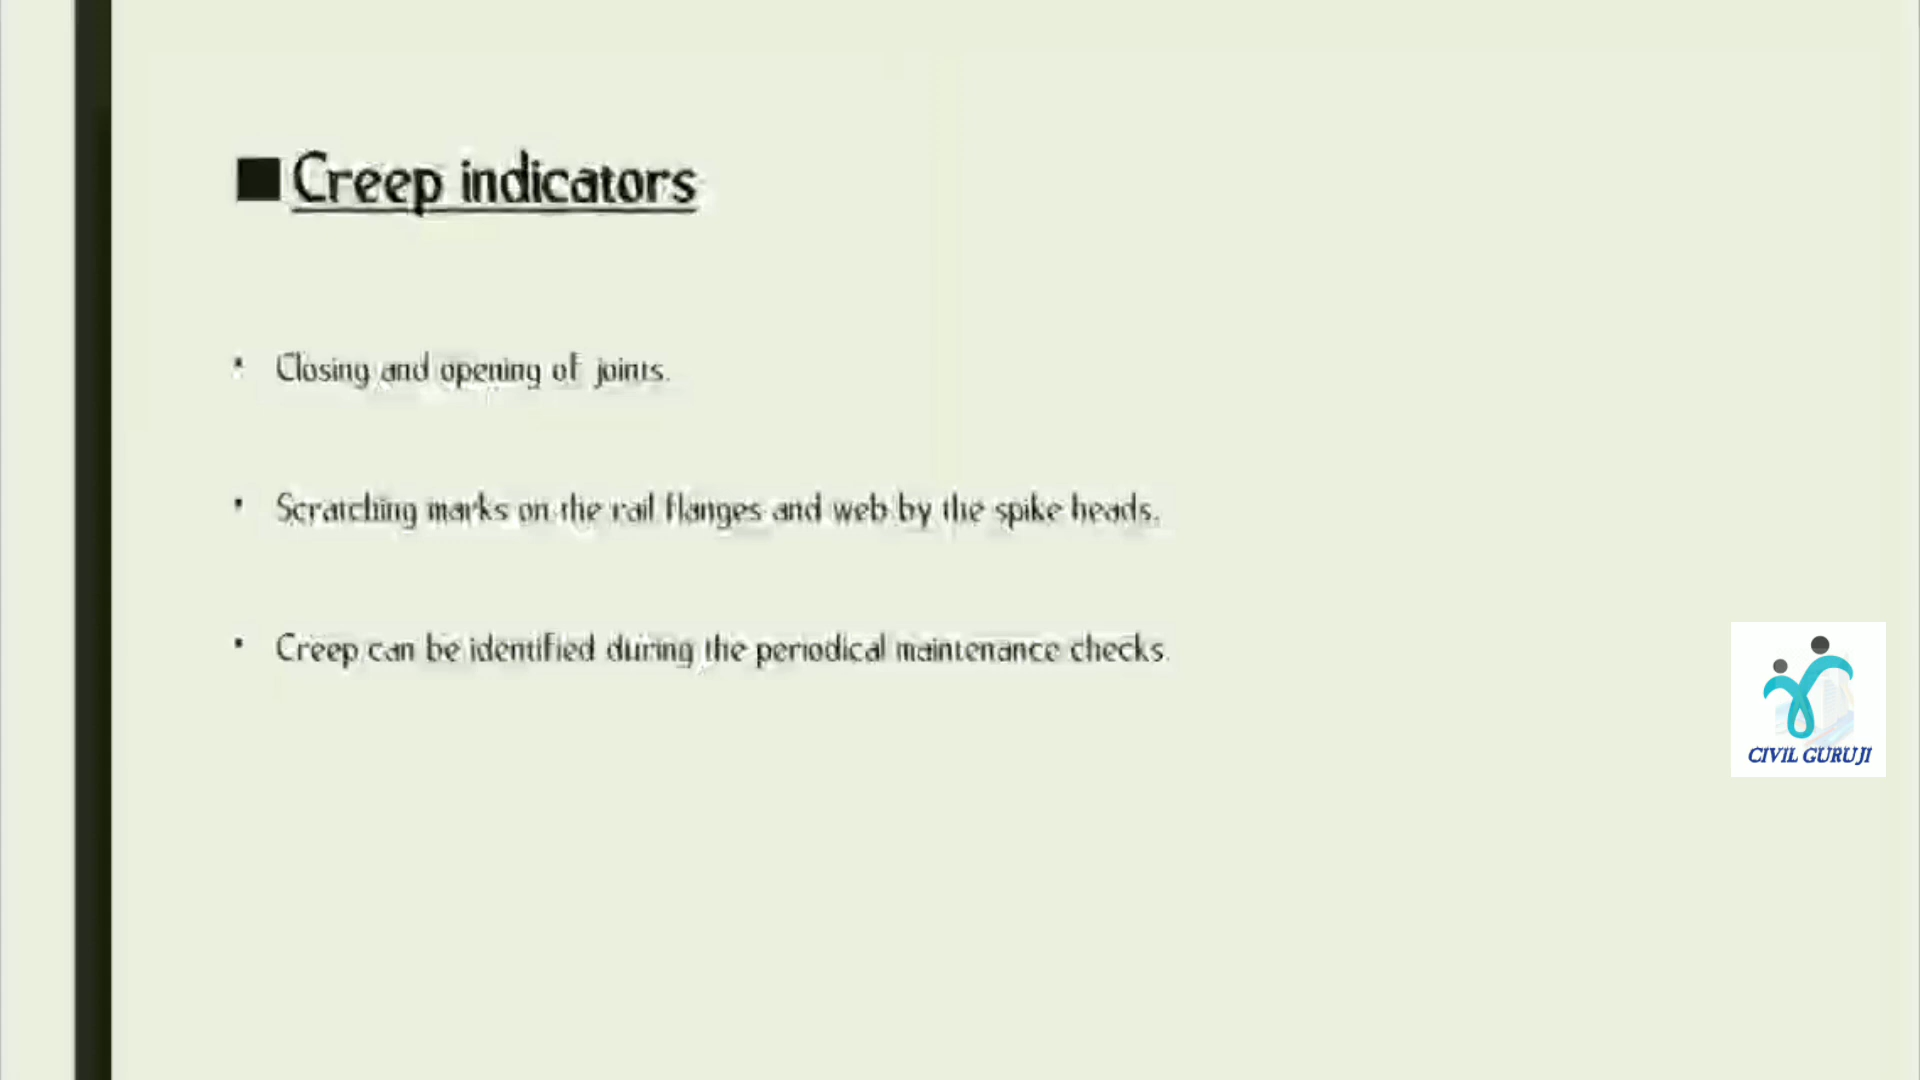 Creep indicators
• Closing and opening of joints.
• Scratching marks on the rail flanges and web by the spike heads.
• Creep can be identified during the periodical maintenance checks.
CIVIL GURUJI